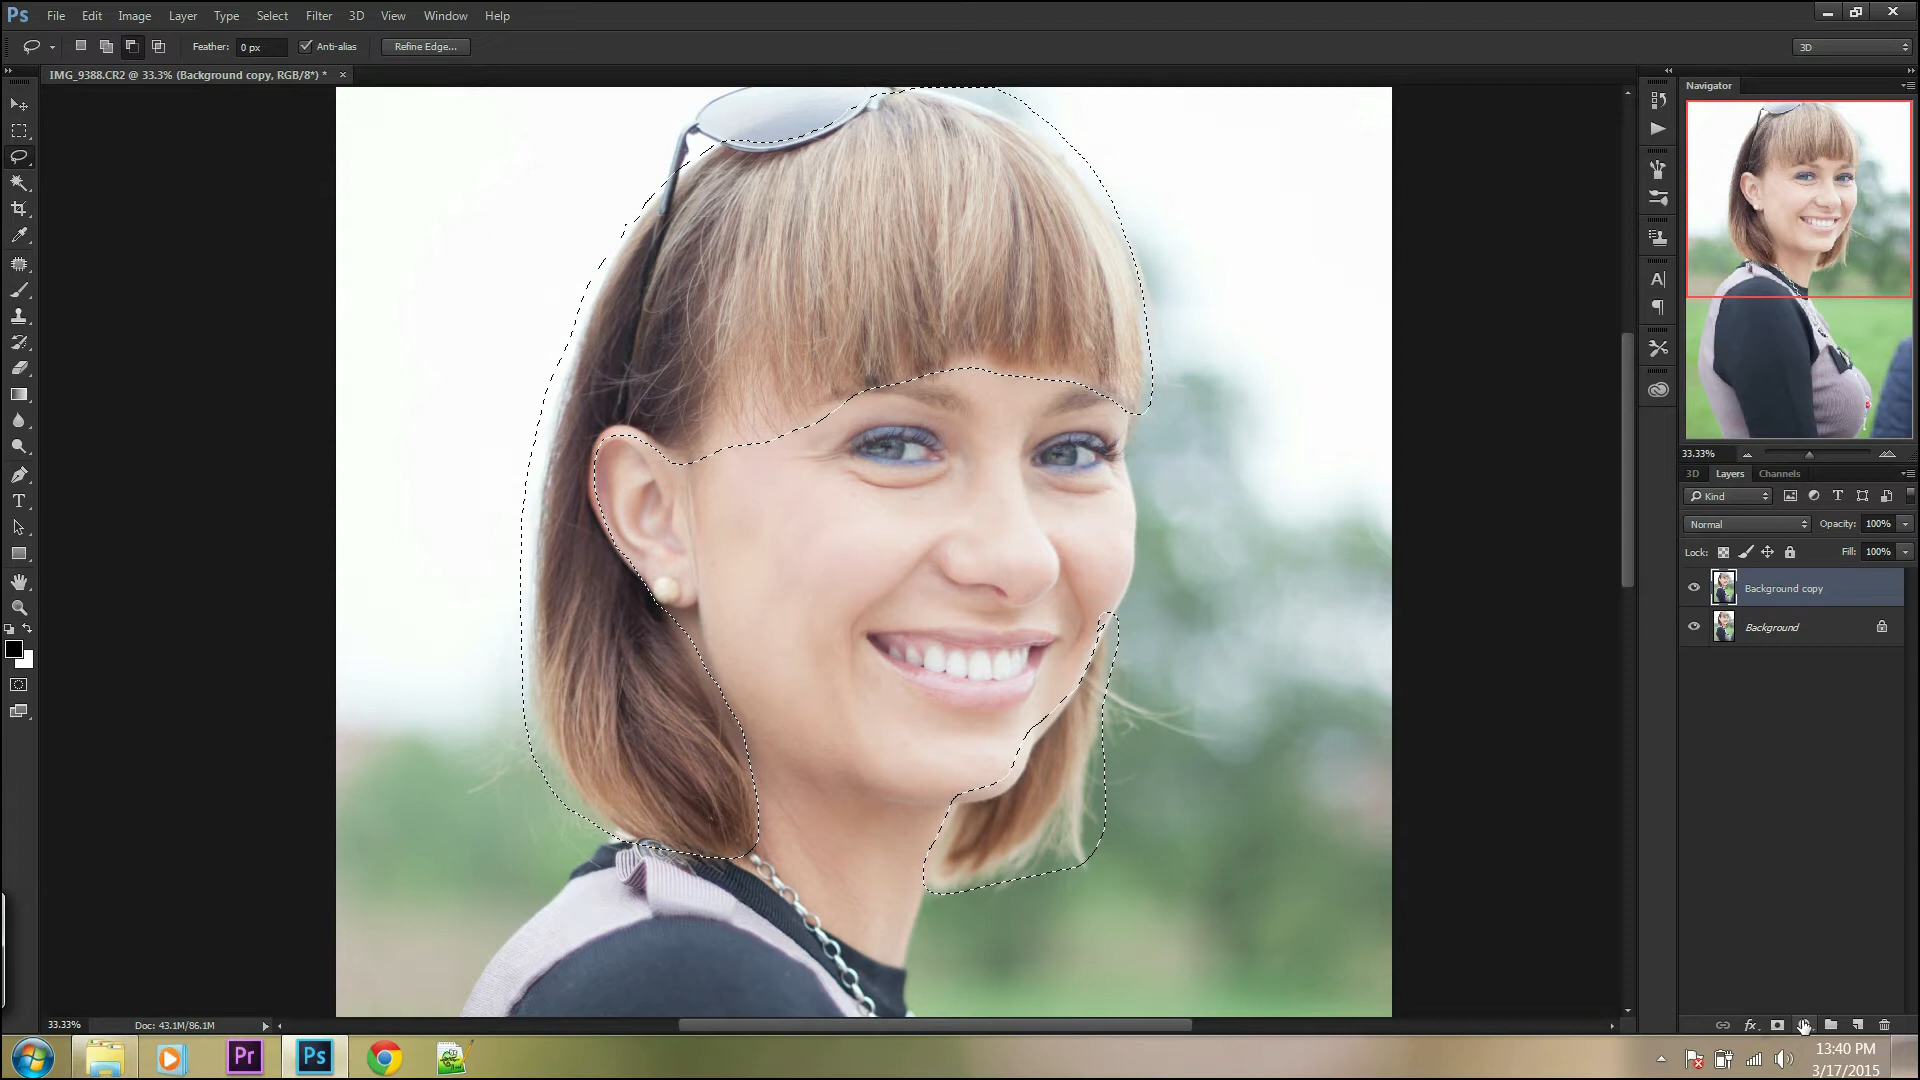 Ps File Edit Image Layer Type Select Filter 3D View Window Help
Feather: 0 px Anti-alias Refine Edge... 3D
IMG_9388.CR2 @ 33.3% (Background copy, RGB/8*) * ×
Navigator
33.33%
3D Layers Channels
Kind
Normal Opacity: 100%
Lock: Fill: 100%
Background copy
Background
fx
33.33% Doc: 43.1M/86.1M
Pr Ps
13:40 PM
3/17/2015